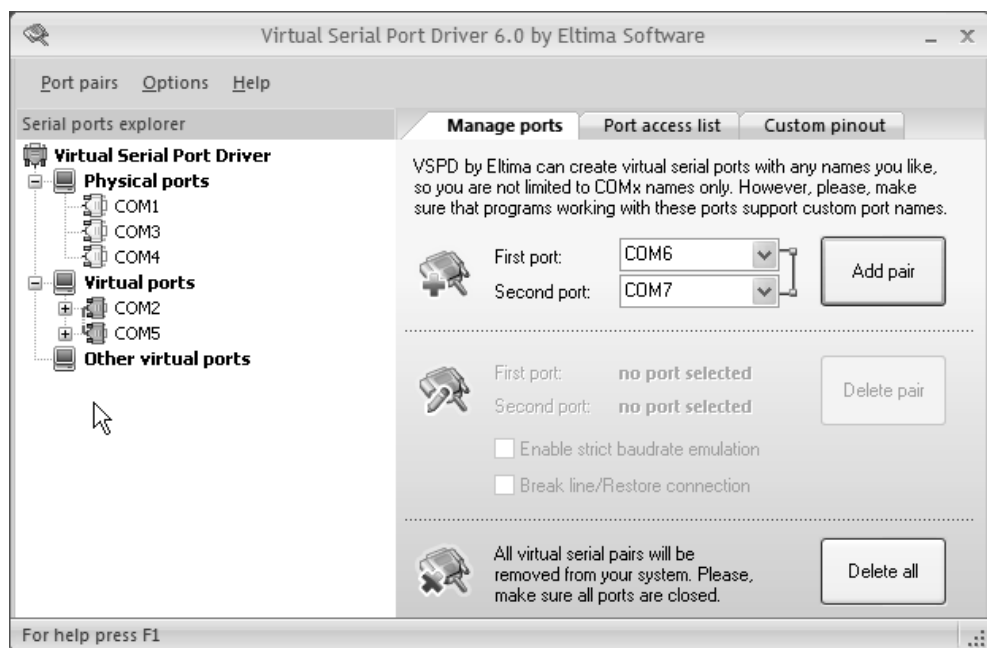 Virtual Serial Port Driver 6.0 by Eltima Software
Port pairs Options Help
Serial ports explorer
Virtual Serial Port Driver
Physical ports
COM1
COM3
COM4
Virtual ports
COM2
COM5
Other virtual ports
Manage ports Port access list Custom pinout
VSPD by Eltima can create virtual serial ports with any names you like,
so you are not limited to COMx names only. However, please, make
sure that programs working with these ports support custom port names.
First port: COM6
Second port: COM7
Add pair
First port: no port selected
Second port: no port selected
Delete pair
Enable strict baudrate emulation
Break line/Restore connection
All virtual serial pairs will be
removed from your system. Please,
make sure all ports are closed.
Delete all
For help press F1